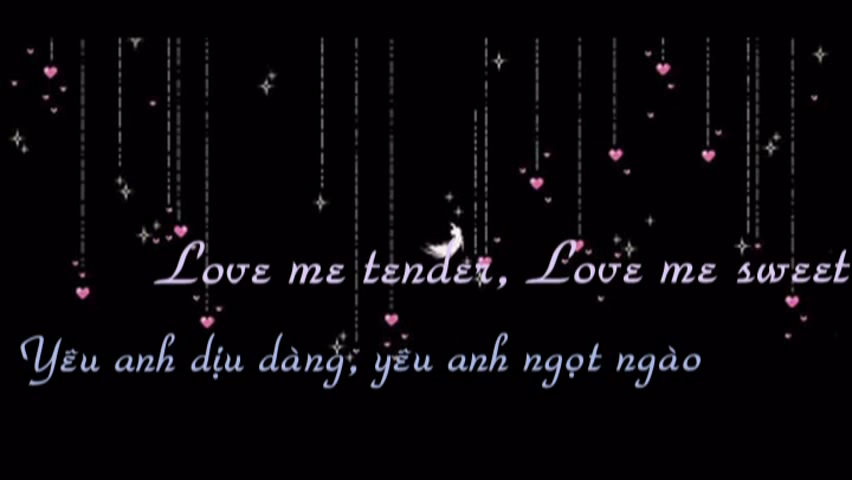 Love me tender, Love me sweet
Yêu anh dịu dàng, yêu anh ngọt ngào